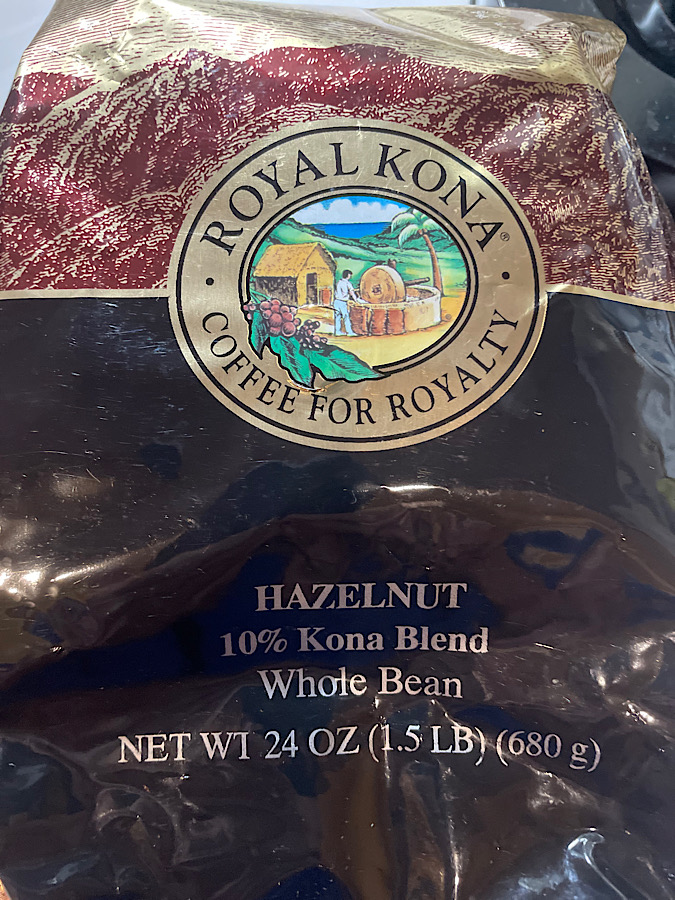 ROYAL KONA®
COFFEE FOR ROYALTY
HAZELNUT
10% Kona Blend
Whole Bean
NET WT 24 OZ (1.5 LB) (680 g)